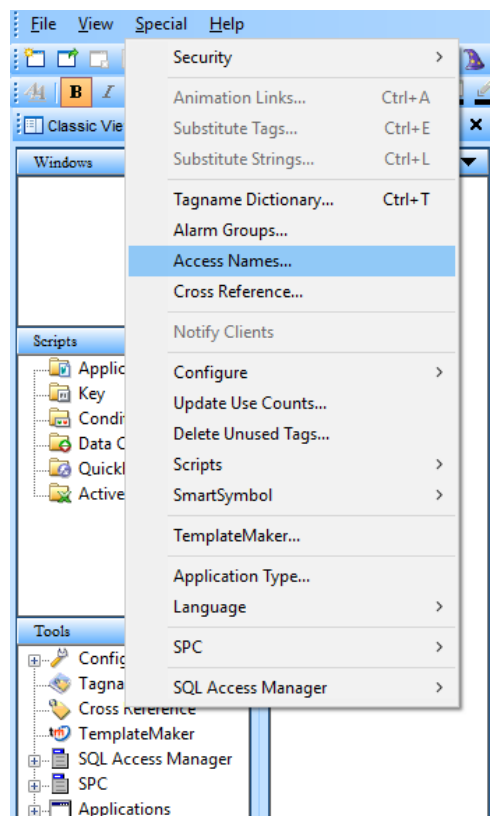 File View Special Help
Security
Animation Links... Ctrl+A
Substitute Tags... Ctrl+E
Substitute Strings... Ctrl+L
Tagname Dictionary... Ctrl+T
Alarm Groups...
Access Names...
Cross Reference...
Notify Clients
Configure
Update Use Counts...
Delete Unused Tags...
Scripts
SmartSymbol
TemplateMaker...
Application Type...
Language
SPC
SQL Access Manager
B I
Classic Vie
Windows
Scripts
Applic
Key
Condi
Data C
Quick
Active
Tools
Config
Tagna
Cross Reference
TemplateMaker
SQL Access Manager
SPC
Applications